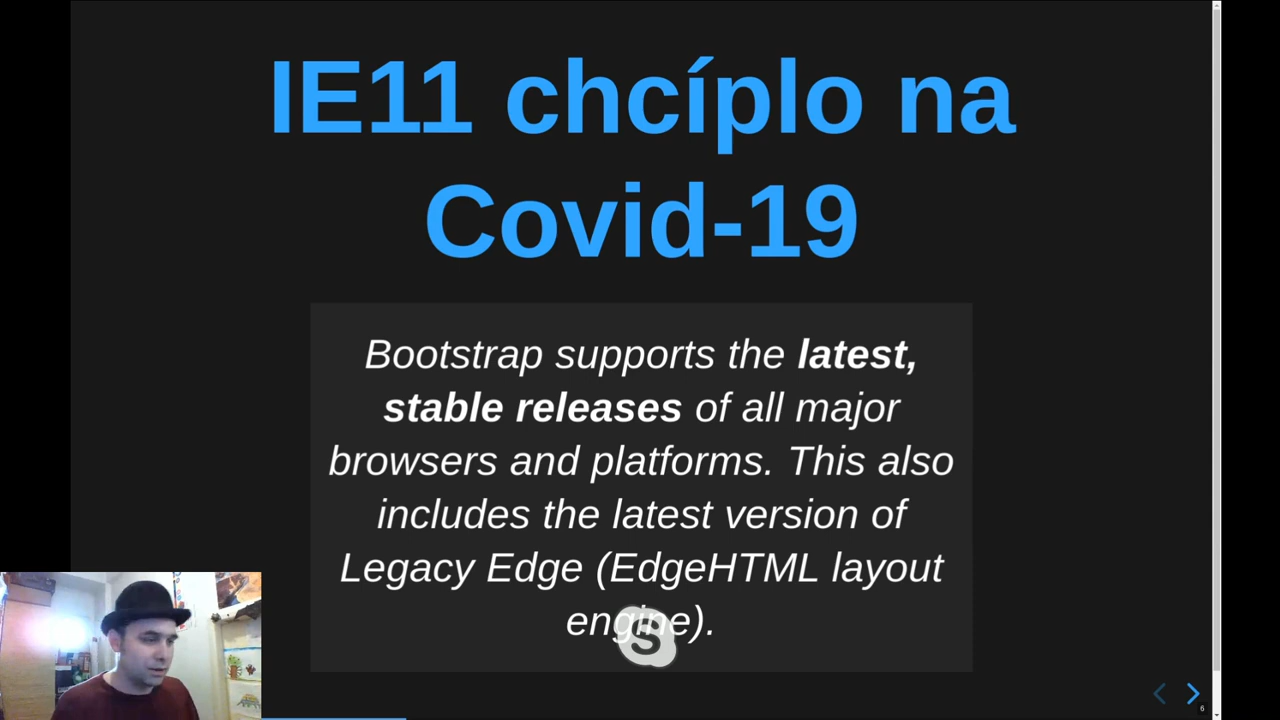 IE11 chcíplo na
Covid-19
Bootstrap supports the latest,
stable releases of all major
browsers and platforms. This also
includes the latest version of
Legacy Edge (EdgeHTML layout
engine).
S
6